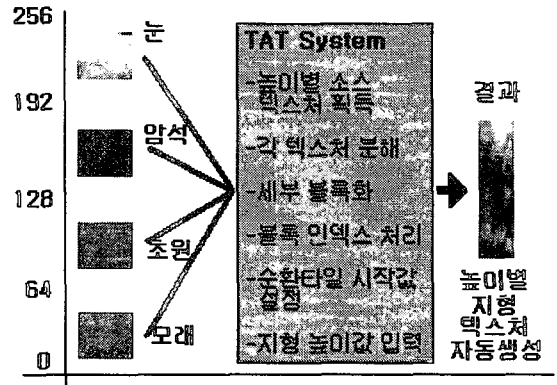 256
192
128
64
0
눈
암석
초원
모래
TAT System
-높이별 소스
텍스처 획득
-각 텍스처 분해
-세부 블록화
-블록 인덱스 처리
-순환타일 시작값
설정
-지형 높이값 입력
결과
높이별
지형
텍스처
자동생성